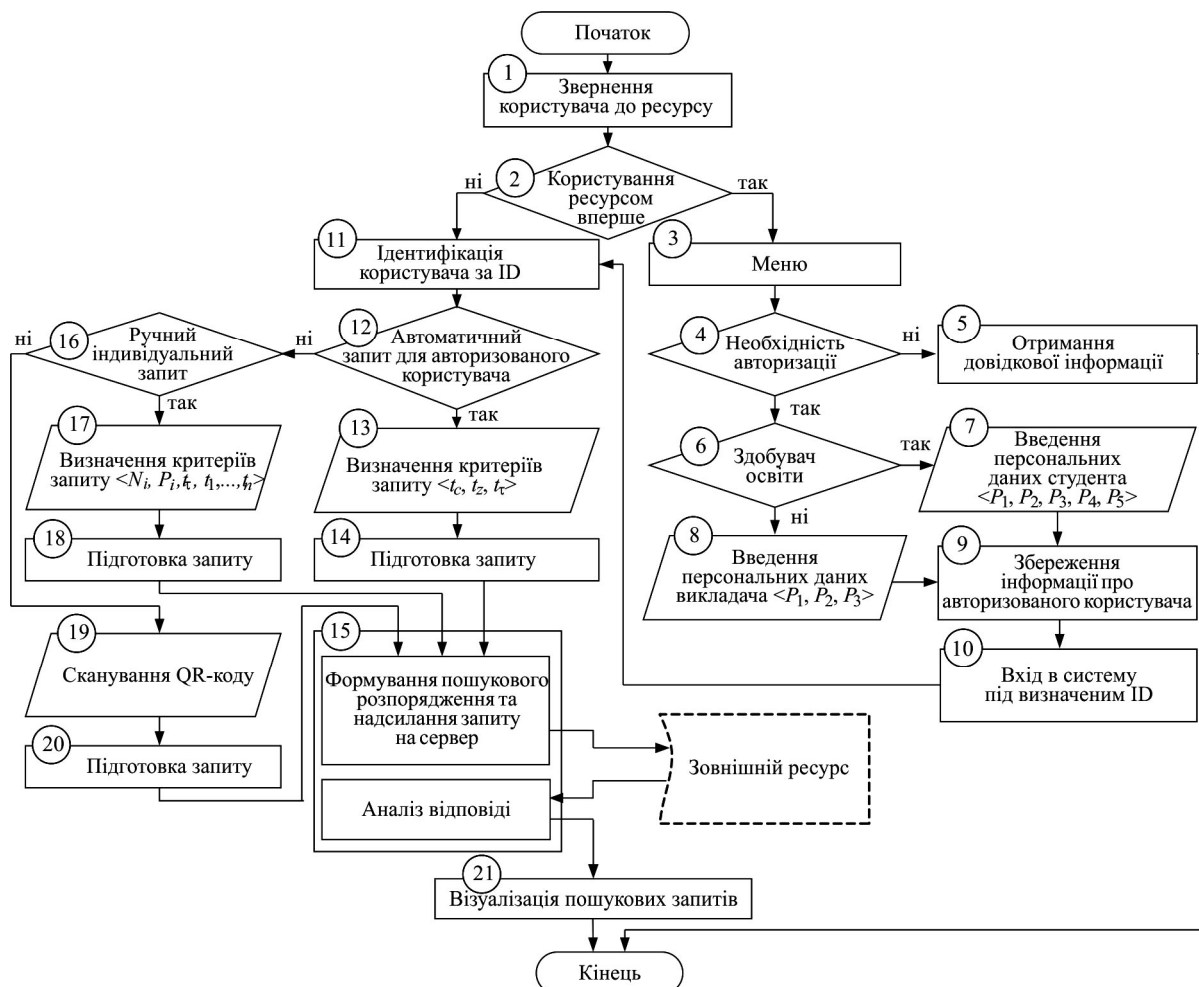 Початок
1
Звернення
користувача до ресурсу
2
Користування
ресурсом
вперше
ні
так
11
Ідентифікація
користувача за ID
3
Меню
ні
16
Ручний
індивідуальний
запит
ні
12
Автоматичний
запит для авторизованого
користувача
4
Необхідність
авторизації
ні
5
Отримання
довідкової інформації
так
так
так
17
Визначення критеріїв
запиту <Ni, Pi, tτ, t1,...,tn>
13
Визначення критеріїв
запиту <tc, tz, tτ>
6
Здобувач
освіти
так
ні
7
Введення
персональних
даних студента
<P1, P2, P3, P4, P5>
18
Підготовка запиту
14
Підготовка запиту
8
Введення
персональних даних
викладача <P1, P2, P3>
9
Збереження
інформації про
авторизованого користувача
19
Сканування QR-коду
15
Формування пошукового
розпорядження та
надсилання запиту
на сервер
10
Вхід в систему
під визначеним ID
20
Підготовка запиту
Зовнішній ресурс
Аналіз відповіді
21
Візуалізація пошукових запитів
Кінець